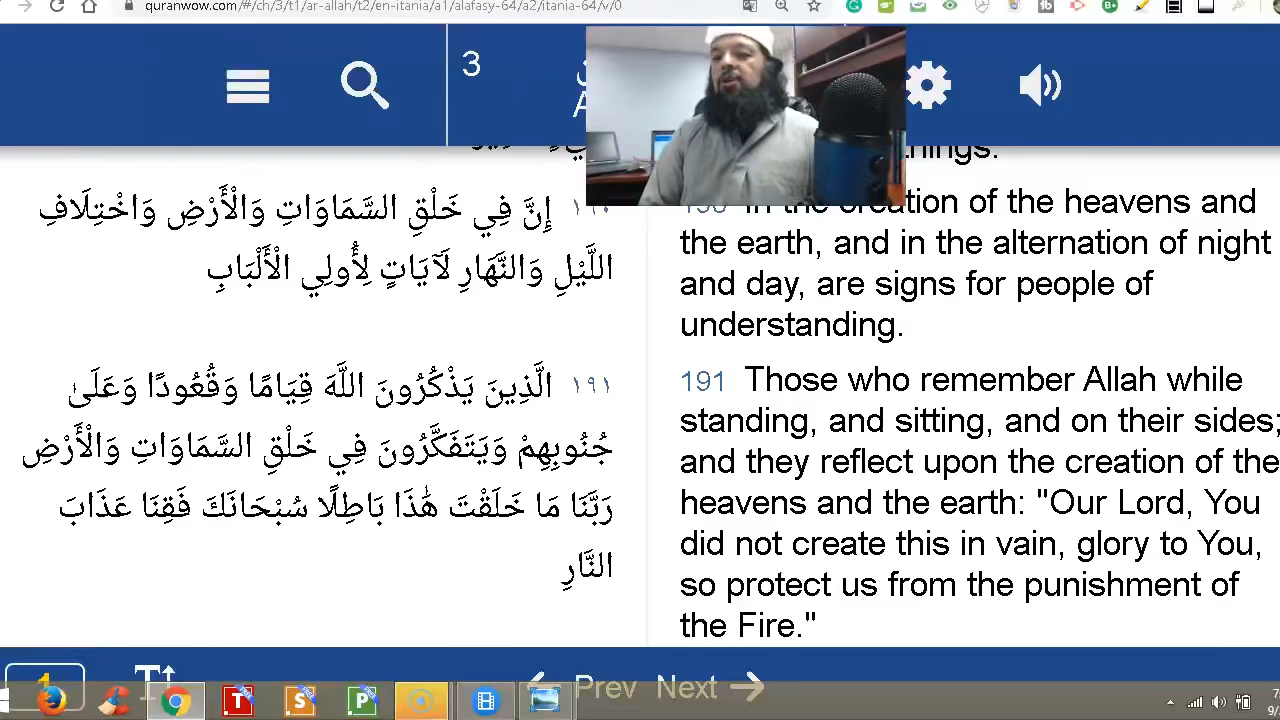 quranwow.com/#/ch/3/t1/ar-allah/t2/en-itania/a1/alafasy-64/a2/itania-64/v/0
3
things.
إِنَّ فِي خَلْقِ السَّمَاوَاتِ وَالْأَرْضِ وَاخْتِلَافِ
اللَّيْلِ وَالنَّهَارِ لَآيَاتٍ لِأُولِي الْأَلْبَابِ
١٩١ الَّذِينَ يَذْكُرُونَ اللَّهَ قِيَامًا وَقُعُودًا وَعَلَىٰ
جُنُوبِهِمْ وَيَتَفَكَّرُونَ فِي خَلْقِ السَّمَاوَاتِ وَالْأَرْضِ
رَبَّنَا مَا خَلَقْتَ هَٰذَا بَاطِلًا سُبْحَانَكَ فَقِنَا عَذَابَ
النَّارِ
In the creation of the heavens and
the earth, and in the alternation of night
and day, are signs for people of
understanding.
191 Those who remember Allah while
standing, and sitting, and on their sides;
and they reflect upon the creation of the
heavens and the earth: "Our Lord, You
did not create this in vain, glory to You,
so protect us from the punishment of
the Fire."
1
T
Prev Next
T S P